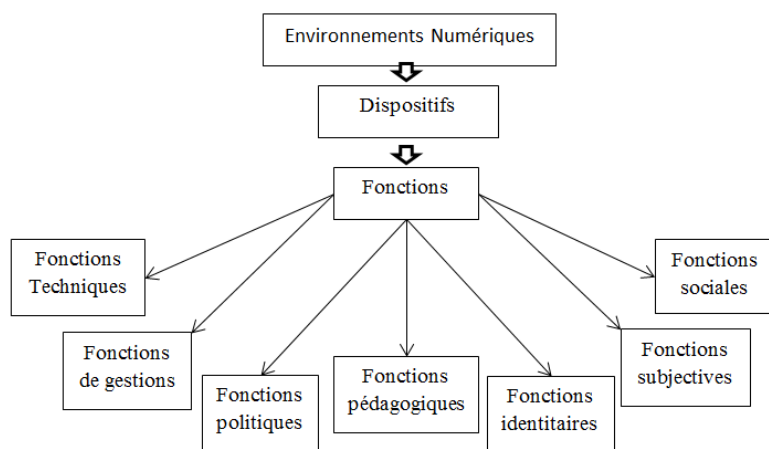 Environnements Numériques
Dispositifs
Fonctions
Fonctions
Techniques
Fonctions
de gestions
Fonctions
politiques
Fonctions
pédagogiques
Fonctions
identitaires
Fonctions
subjectives
Fonctions
sociales